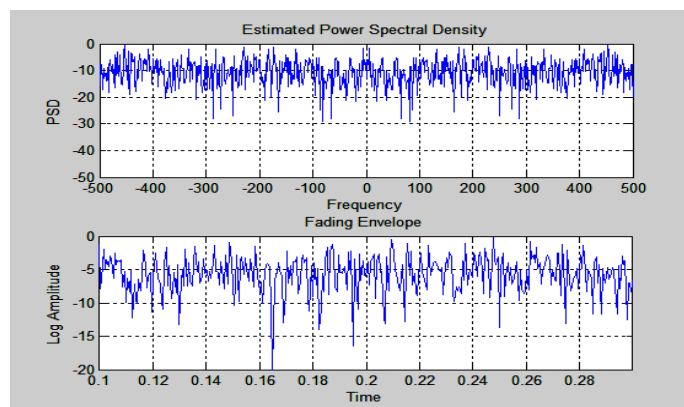 Estimated Power Spectral Density
0
-10
-20
-30
-40
-50
PSD
-500 -400 -300 -200 -100 0 100 200 300 400 500
Frequency
Fading Envelope
0
-5
-10
-15
-20
Log Amplitude
0.1 0.12 0.14 0.16 0.18 0.2 0.22 0.24 0.26 0.28
Time